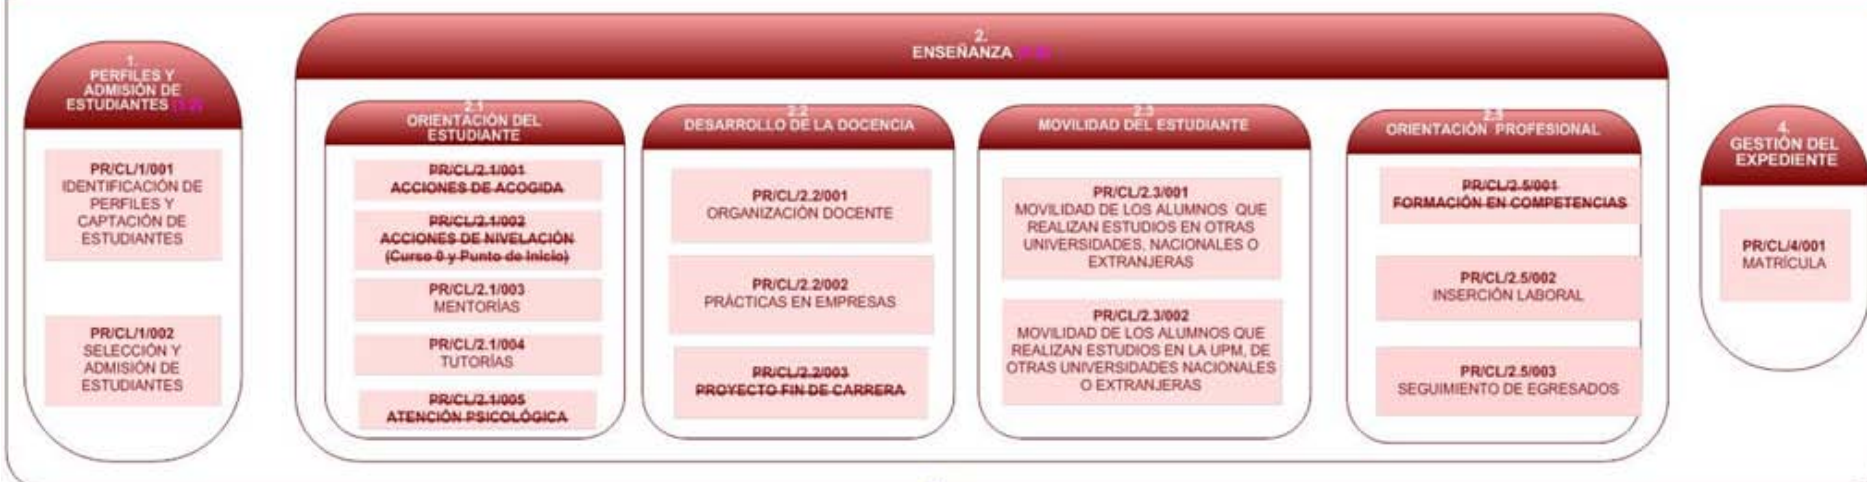 1.
PERFILES Y
ADMISIÓN DE
ESTUDIANTES
PR/CL/1/001
IDENTIFICACIÓN DE
PERFILES Y
CAPTACIÓN DE
ESTUDIANTES
PR/CL/1/002
SELECCIÓN Y
ADMISIÓN DE
ESTUDIANTES
2.
ENSEÑANZA
2.1
ORIENTACIÓN DEL
ESTUDIANTE
PR/CL/2.1/001
ACCIONES DE ACOGIDA
PR/CL/2.1/002
ACCIONES DE NIVELACIÓN
(Curso 0 y Punto de Inicio)
PR/CL/2.1/003
MENTORÍAS
PR/CL/2.1/004
TUTORÍAS
PR/CL/2.1/005
ATENCIÓN PSICOLÓGICA
2.2
DESARROLLO DE LA DOCENCIA
PR/CL/2.2/001
ORGANIZACIÓN DOCENTE
PR/CL/2.2/002
PRÁCTICAS EN EMPRESAS
PR/CL/2.2/003
PROYECTO FIN DE CARRERA
2.3
MOVILIDAD DEL ESTUDIANTE
PR/CL/2.3/001
MOVILIDAD DE LOS ALUMNOS QUE
REALIZAN ESTUDIOS EN OTRAS
UNIVERSIDADES, NACIONALES O
EXTRANJERAS
PR/CL/2.3/002
MOVILIDAD DE LOS ALUMNOS QUE
REALIZAN ESTUDIOS EN LA UPM, DE
OTRAS UNIVERSIDADES NACIONALES
O EXTRANJERAS
2.5
ORIENTACIÓN PROFESIONAL
PR/CL/2.5/001
FORMACIÓN EN COMPETENCIAS
PR/CL/2.5/002
INSERCIÓN LABORAL
PR/CL/2.5/003
SEGUIMIENTO DE EGRESADOS
4.
GESTIÓN DEL
EXPEDIENTE
PR/CL/4/001
MATRÍCULA